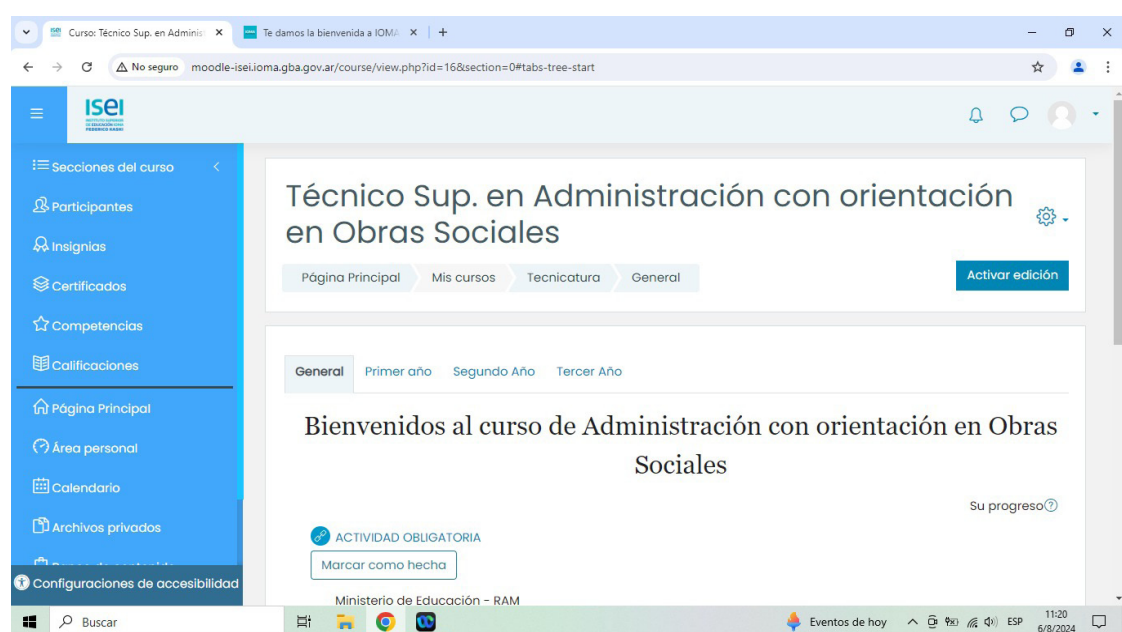 Curso: Técnico Sup. en Adminis
Te damos la bienvenida a IOMA
No seguro
moodle-isei.ioma.gba.gov.ar/course/view.php?id=16&section=0#tabs-tree-start
ISEI
Secciones del curso
Participantes
Insignias
Certificados
Competencias
Calificaciones
Página Principal
Área personal
Calendario
Archivos privados
Configuraciones de accesibilidad
Técnico Sup. en Administración con orientación
en Obras Sociales
Página Principal Mis cursos Tecnicatura General
Activar edición
General Primer año Segundo Año Tercer Año
Bienvenidos al curso de Administración con orientación en Obras
Sociales
Su progreso
ACTIVIDAD OBLIGATORIA
Marcar como hecha
Ministerio de Educación - RAM
Buscar
Eventos de hoy
ESP
11:20
6/8/2024